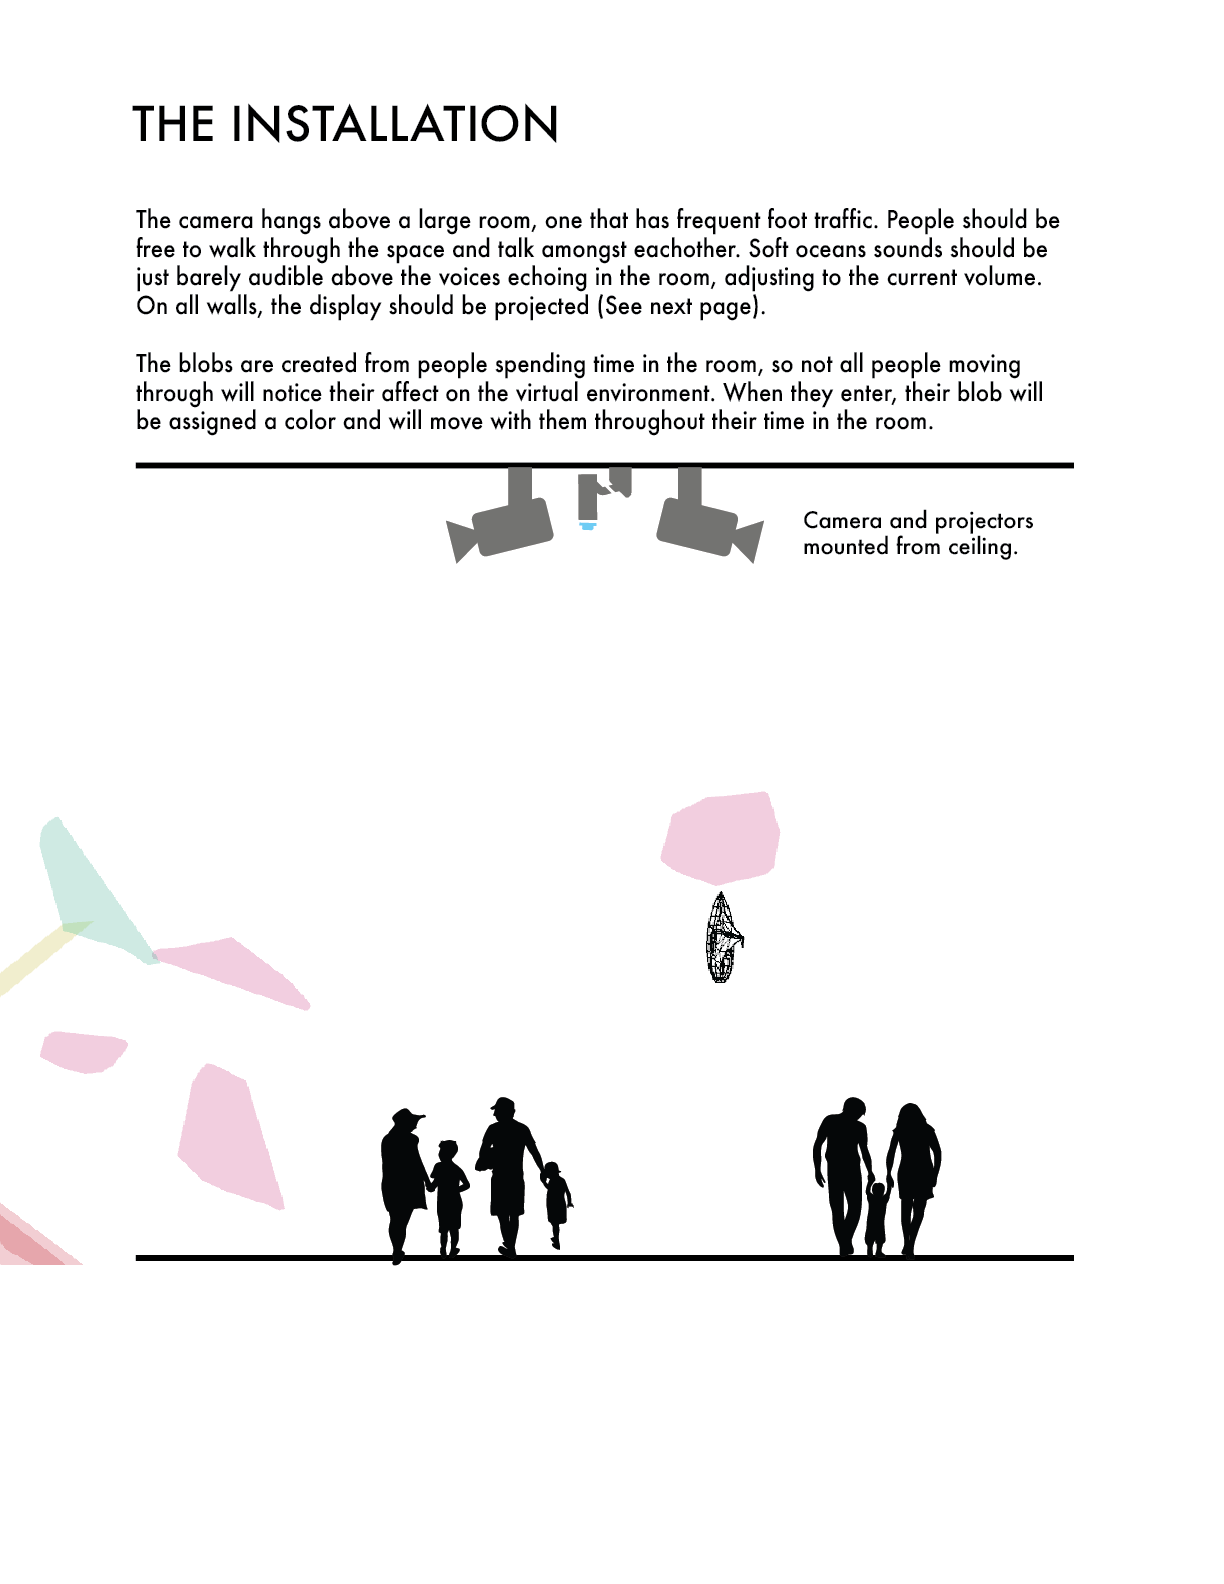 THE INSTALLATION
The camera hangs above a large room, one that has frequent foot traffic. People should be
free to walk through the space and talk amongst eachother. Soft oceans sounds should be
just barely audible above the voices echoing in the room, adjusting to the current volume.
On all walls, the display should be projected (See next page).
The blobs are created from people spending time in the room, so not all people moving
through will notice their affect on the virtual environment. When they enter, their blob will
be assigned a color and will move with them throughout their time in the room.
Camera and projectors
mounted from ceiling.